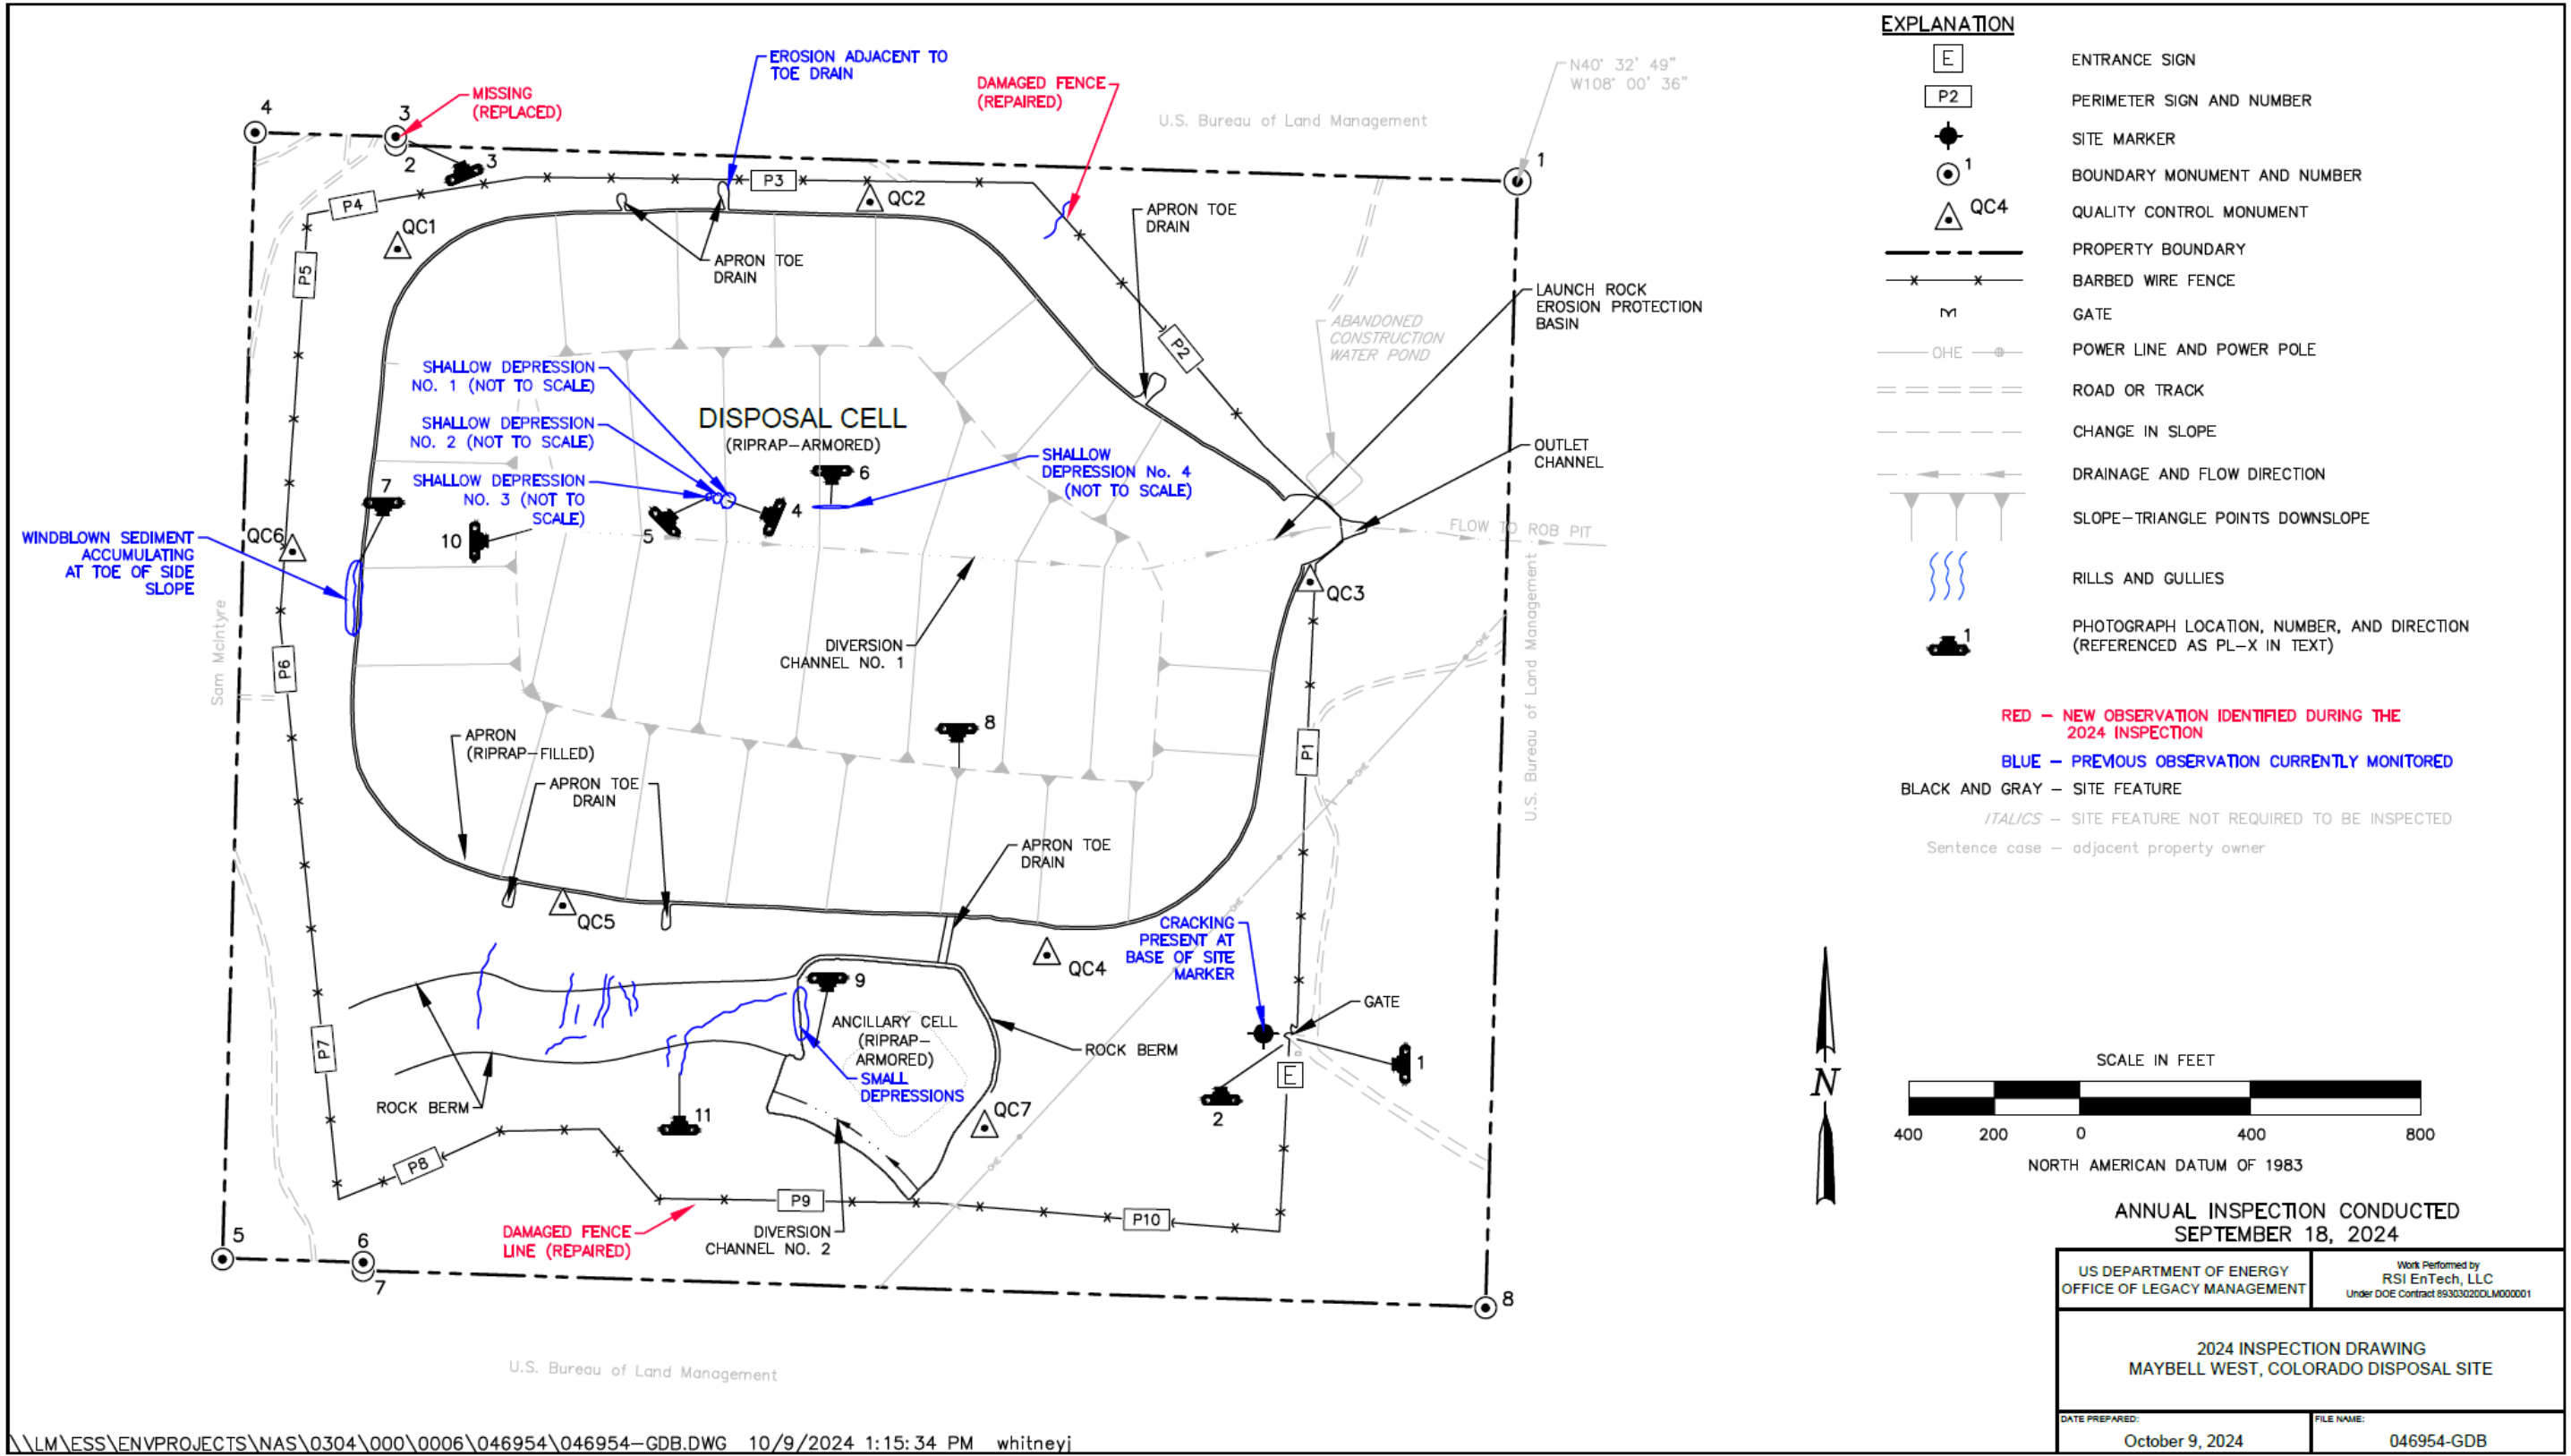 EROSION ADJACENT TO
TOE DRAIN
MISSING
(REPLACED)
DAMAGED FENCE
(REPAIRED)
N40° 32' 49"
W108° 00' 36"
U.S. Bureau of Land Management
4
3
2
3
1
P3
QC2
P4
QC1
APRON TOE
DRAIN
APRON TOE
DRAIN
P5
LAUNCH ROCK
EROSION PROTECTION
BASIN
ABANDONED
CONSTRUCTION
WATER POND
P2
SHALLOW DEPRESSION
NO. 1 (NOT TO SCALE)
SHALLOW DEPRESSION
NO. 2 (NOT TO SCALE)
SHALLOW DEPRESSION
NO. 3 (NOT TO
SCALE)
DISPOSAL CELL
(RIPRAP-ARMORED)
6
SHALLOW
DEPRESSION No. 4
(NOT TO SCALE)
OUTLET
CHANNEL
7
4
5
10
FLOW TO ROB PIT
WINDBLOWN SEDIMENT
ACCUMULATING
AT TOE OF SIDE
SLOPE
QC6
QC3
Sam McIntyre
U.S. Bureau of Land Management
DIVERSION
CHANNEL NO. 1
OHE
P6
8
P1
OHE
APRON
(RIPRAP-FILLED)
APRON TOE
DRAIN
APRON TOE
DRAIN
OHE
QC5
CRACKING
PRESENT AT
BASE OF SITE
MARKER
QC4
9
GATE
ANCILLARY CELL
(RIPRAP-
ARMORED)
ROCK BERM
P7
SMALL
DEPRESSIONS
E
1
2
ROCK BERM
11
QC7
OHE
P8
P9
P10
DAMAGED FENCE
LINE (REPAIRED)
DIVERSION
CHANNEL NO. 2
5
6
7
8
U.S. Bureau of Land Management
\\LM\ESS\ENVPROJECTS\NAS\0304\000\0006\046954\046954-GDB.DWG 10/9/2024 1:15:34 PM whitneyj
EXPLANATION
E ENTRANCE SIGN
P2 PERIMETER SIGN AND NUMBER
SITE MARKER
1 BOUNDARY MONUMENT AND NUMBER
QC4 QUALITY CONTROL MONUMENT
PROPERTY BOUNDARY
BARBED WIRE FENCE
GATE
OHE POWER LINE AND POWER POLE
ROAD OR TRACK
CHANGE IN SLOPE
DRAINAGE AND FLOW DIRECTION
SLOPE-TRIANGLE POINTS DOWNSLOPE
RILLS AND GULLIES
1 PHOTOGRAPH LOCATION, NUMBER, AND DIRECTION
(REFERENCED AS PL-X IN TEXT)
RED - NEW OBSERVATION IDENTIFIED DURING THE
2024 INSPECTION
BLUE - PREVIOUS OBSERVATION CURRENTLY MONITORED
BLACK AND GRAY - SITE FEATURE
ITALICS - SITE FEATURE NOT REQUIRED TO BE INSPECTED
Sentence case - adjacent property owner
N
SCALE IN FEET
400 200 0 400 800
NORTH AMERICAN DATUM OF 1983
ANNUAL INSPECTION CONDUCTED
SEPTEMBER 18, 2024
US DEPARTMENT OF ENERGY
OFFICE OF LEGACY MANAGEMENT
Work Performed by
RSI EnTech, LLC
Under DOE Contract 89303020DLM000001
2024 INSPECTION DRAWING
MAYBELL WEST, COLORADO DISPOSAL SITE
DATE PREPARED:
October 9, 2024
FILE NAME:
046954-GDB